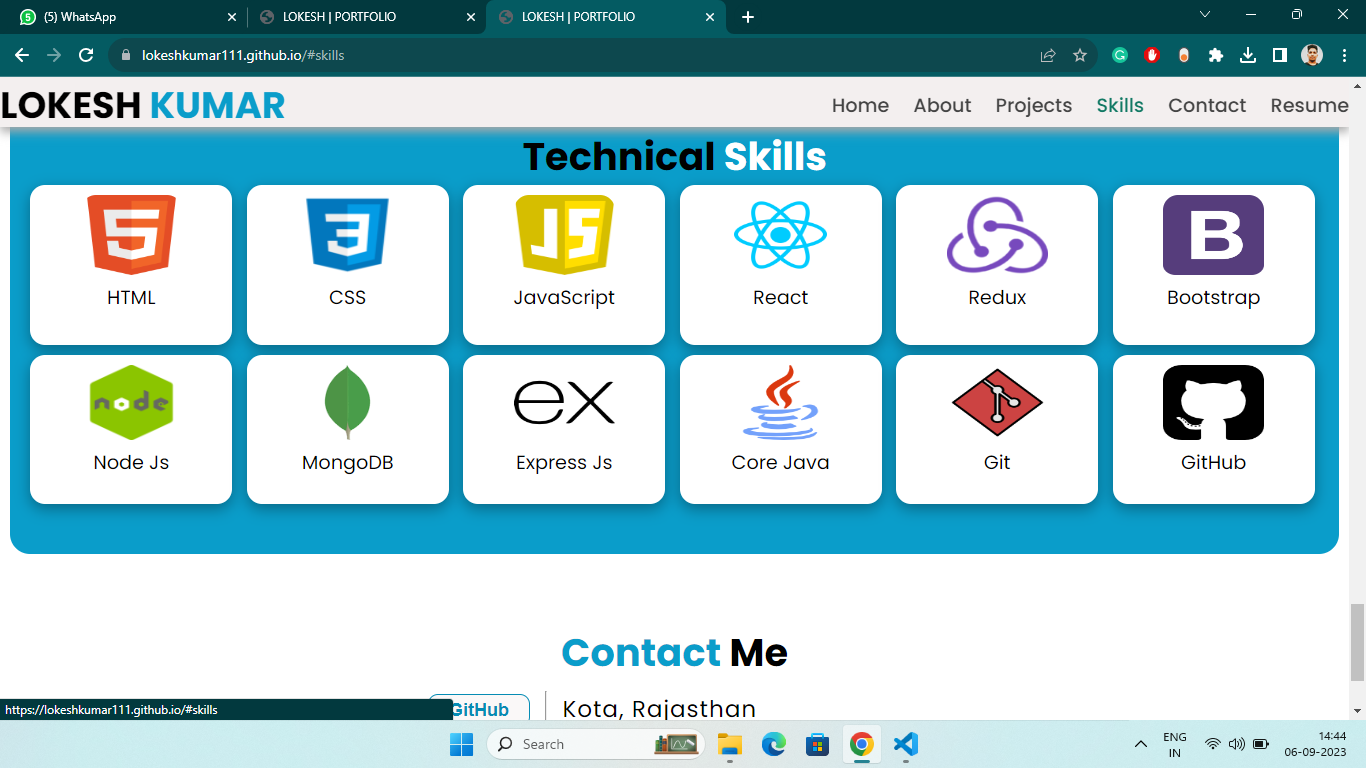 (5) WhatsApp
LOKESH | PORTFOLIO
LOKESH | PORTFOLIO
lokeshkumar111.github.io/#skills
LOKESH KUMAR
Home About Projects Skills Contact Resume
Technical Skills
HTML CSS JavaScript React Redux Bootstrap
node ex B
Node Js MongoDB Express Js Core Java Git GitHub
Contact Me
GitHub
Kota, Rajasthan
https://lokeshkumar111.github.io/#skills
Search
ENG
IN
14:44
06-09-2023